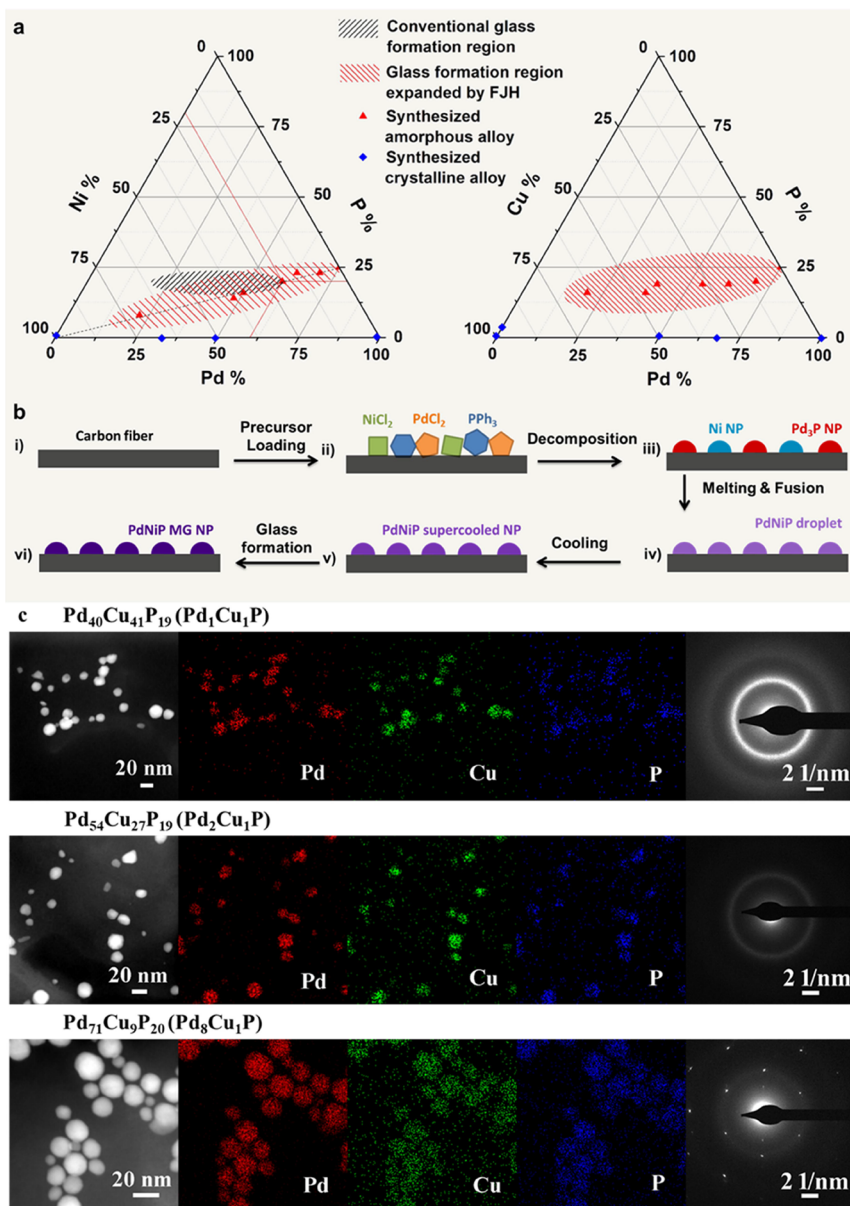 a
Conventional glass
formation region
Glass formation region
expanded by FJH
Synthesized
amorphous alloy
Synthesized
crystalline alloy
0
100
25
75
Ni %
50
50
P %
75
25
100
0
0
25
50
75
100
Pd %
0
100
25
75
Cu %
50
50
P %
75
25
100
0
0
25
50
75
100
Pd %
b
i)
Carbon fiber
Precursor
Loading
ii)
NiCl2
PdCl2
PPh3
Decomposition
iii)
Ni NP
Pd3P NP
Melting & Fusion
vi)
PdNiP MG NP
Glass
formation
v)
PdNiP supercooled NP
Cooling
iv)
PdNiP droplet
c Pd40Cu41P19 (Pd1Cu1P)
20 nm
Pd
Cu
P
2 1/nm
Pd54Cu27P19 (Pd2Cu1P)
20 nm
Pd
Cu
P
2 1/nm
Pd71Cu9P20 (Pd8Cu1P)
20 nm
Pd
Cu
P
2 1/nm